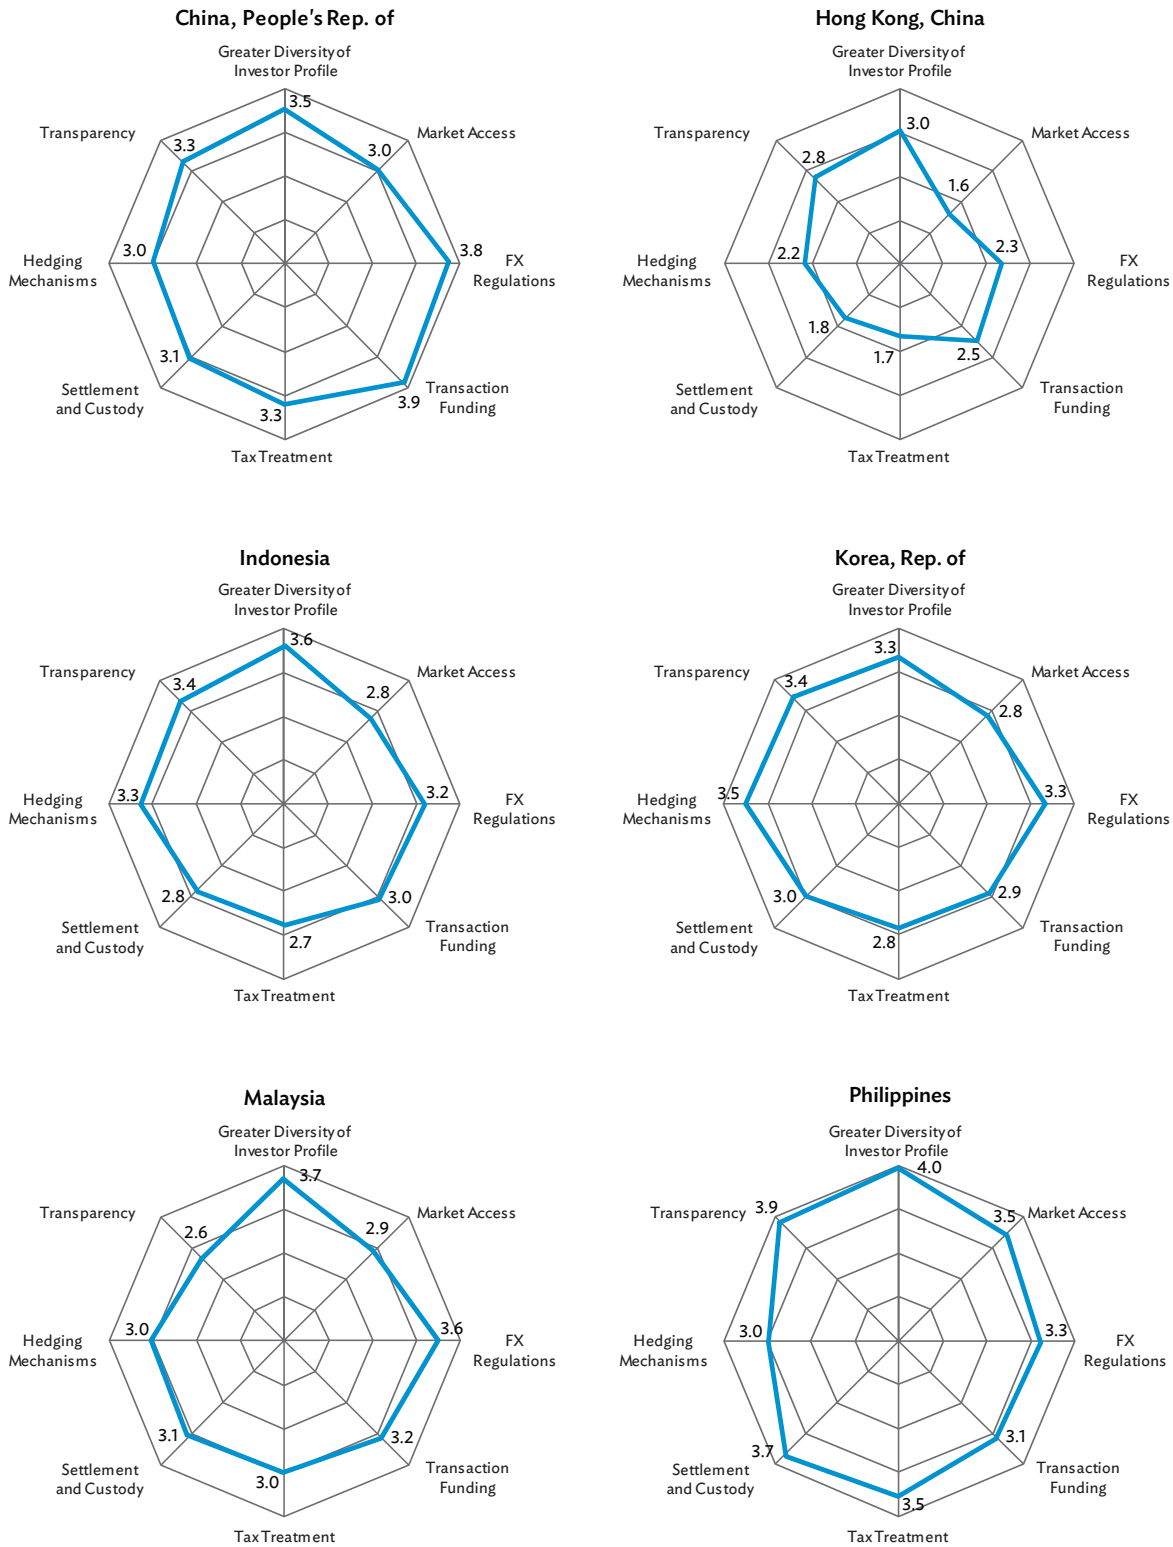 China, People's Rep. of
Greater Diversity of
Investor Profile
3.5
Transparency
3.3
3.0
Market Access
Hedging
Mechanisms
3.0
3.8
FX
Regulations
3.1
Settlement
and Custody
3.3
3.9
Transaction
Funding
Tax Treatment
Hong Kong, China
Greater Diversity of
Investor Profile
3.0
Transparency
2.8
1.6
Market Access
Hedging
Mechanisms
2.2
2.3
FX
Regulations
1.8
Settlement
and Custody
1.7
2.5
Transaction
Funding
Tax Treatment
Indonesia
Greater Diversity of
Investor Profile
3.6
Transparency
3.4
2.8
Market Access
Hedging
Mechanisms
3.3
3.2
FX
Regulations
2.8
Settlement
and Custody
2.7
3.0
Transaction
Funding
Tax Treatment
Korea, Rep. of
Greater Diversity of
Investor Profile
3.3
Transparency
3.4
2.8
Market Access
Hedging
Mechanisms
3.5
3.3
FX
Regulations
3.0
Settlement
and Custody
2.8
2.9
Transaction
Funding
Tax Treatment
Malaysia
Greater Diversity of
Investor Profile
3.7
Transparency
2.6
2.9
Market Access
Hedging
Mechanisms
3.0
3.6
FX
Regulations
3.1
Settlement
and Custody
3.0
3.2
Transaction
Funding
Tax Treatment
Philippines
Greater Diversity of
Investor Profile
4.0
Transparency
3.9
3.5
Market Access
Hedging
Mechanisms
3.0
3.3
FX
Regulations
3.7
Settlement
and Custody
3.5
3.1
Transaction
Funding
Tax Treatment